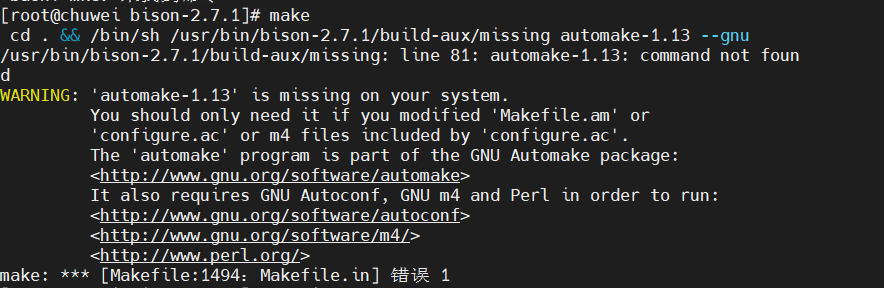 [root@chuwei bison-2.7.1]# make
cd . && /bin/sh /usr/bin/bison-2.7.1/build-aux/missing automake-1.13 --gnu
/usr/bin/bison-2.7.1/build-aux/missing: line 81: automake-1.13: command not foun
d
WARNING: 'automake-1.13' is missing on your system.
You should only need it if you modified 'Makefile.am' or
'configure.ac' or m4 files included by 'configure.ac'.
The 'automake' program is part of the GNU Automake package:
<http://www.gnu.org/software/automake>
It also requires GNU Autoconf, GNU m4 and Perl in order to run:
<http://www.gnu.org/software/autoconf>
<http://www.gnu.org/software/m4/>
<http://www.perl.org/>
make: *** [Makefile:1494：Makefile.in] 错误 1